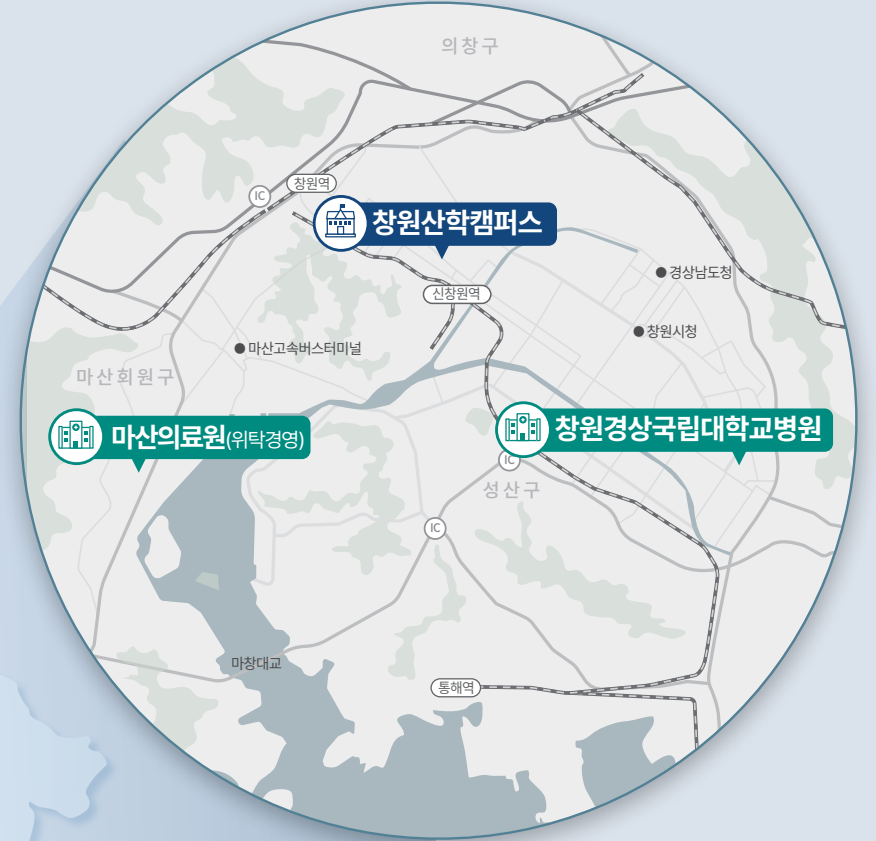 의창구
IC
창원역
창원산학캠퍼스
경상남도청
신창원역
창원시청
마산고속버스터미널
마산회원구
마산의료원(위탁경영)
창원경상국립대학교병원
IC
성산구
IC
마창대교
통해역